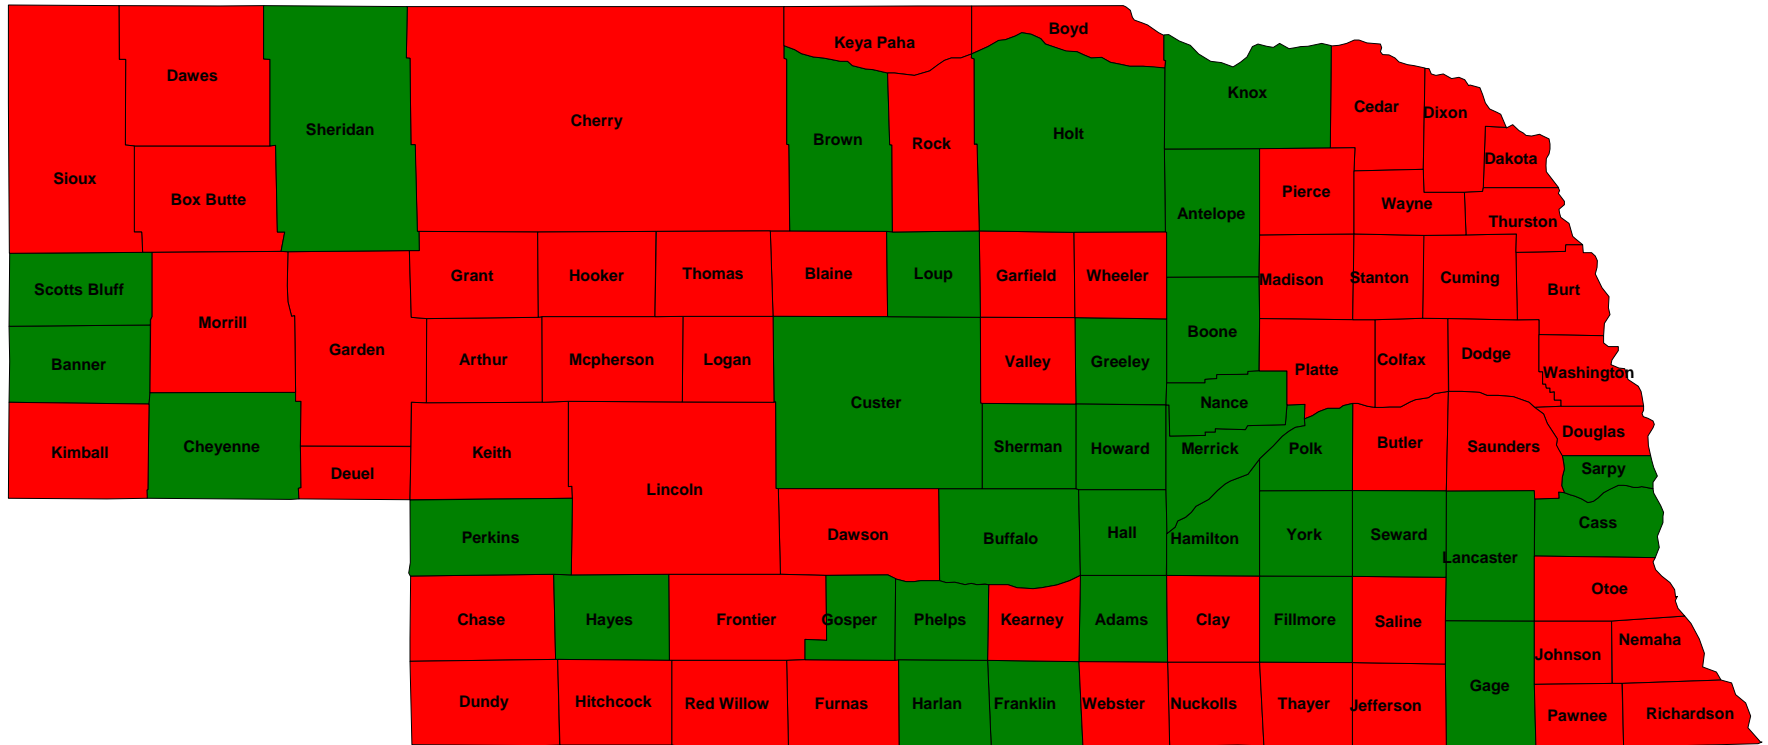 Boyd
Keya Paha
Dawes
Knox
Cedar
Dixon
Cherry
Sheridan
Holt
Brown
Rock
Dakota
Sioux
Box Butte
Pierce
Wayne
Antelope
Thurston
Grant
Hooker
Thomas
Blaine
Loup
Garfield
Wheeler
Madison
Stanton
Cuming
Burt
Scotts Bluff
Morrill
Boone
Garden
Arthur
Mcpherson
Logan
Valley
Greeley
Platte
Colfax
Dodge
Washington
Banner
Custer
Nance
Kimball
Cheyenne
Deuel
Keith
Lincoln
Sherman
Howard
Merrick
Polk
Butler
Saunders
Douglas
Sarpy
Perkins
Dawson
Buffalo
Hall
Hamilton
York
Seward
Lancaster
Cass
Otoe
Chase
Hayes
Frontier
Gosper
Phelps
Kearney
Adams
Clay
Fillmore
Saline
Johnson
Nemaha
Dundy
Hitchcock
Red Willow
Furnas
Harlan
Franklin
Webster
Nuckolls
Thayer
Jefferson
Gage
Pawnee
Richardson